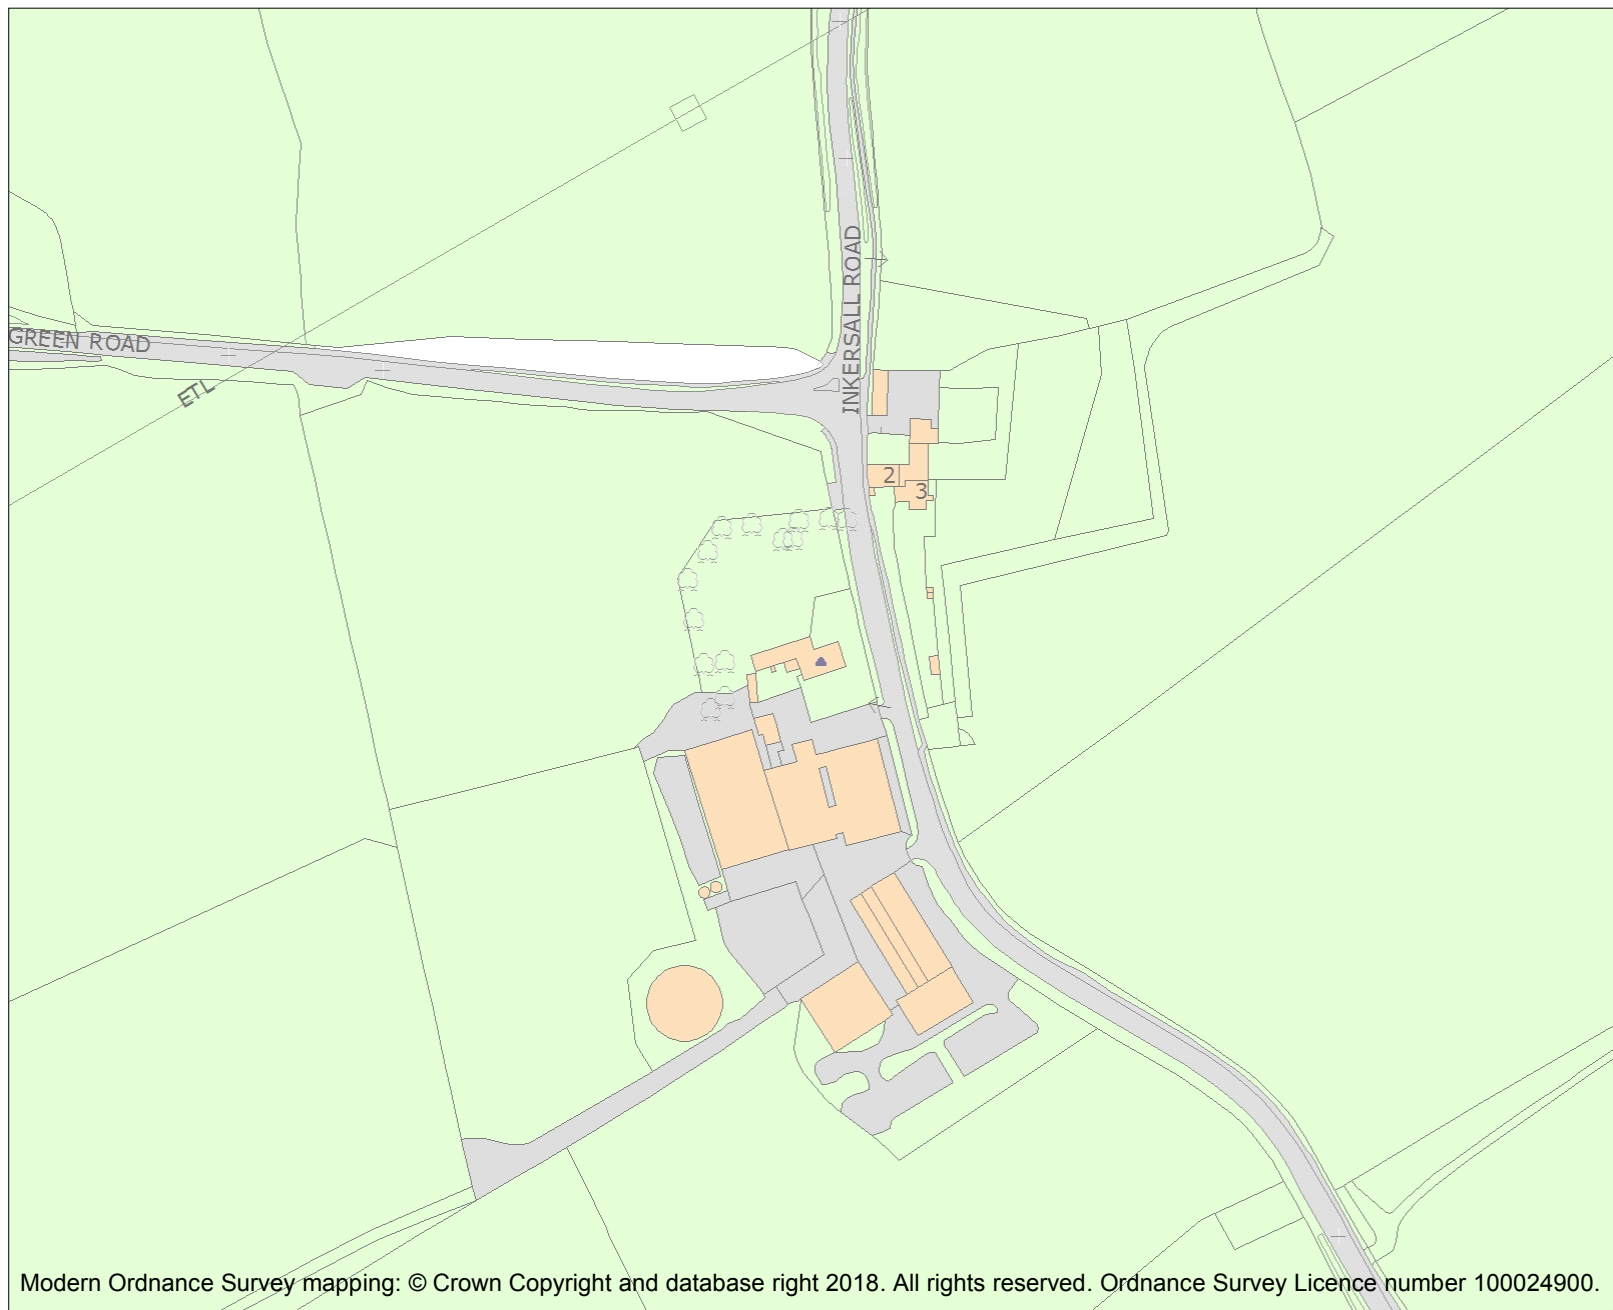 INKERSALL ROAD
GREEN ROAD
ETL
2
3
Modern Ordnance Survey mapping: © Crown Copyright and database right 2018. All rights reserved. Ordnance Survey Licence number 100024900.